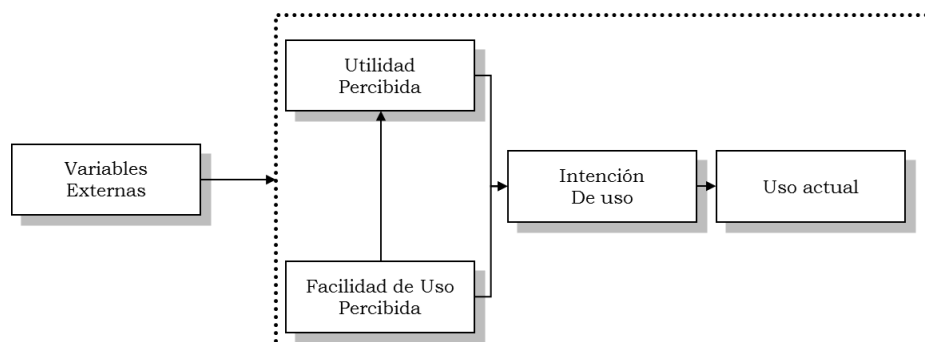 Utilidad
Percibida
Variables
Externas
Intención
De uso
Uso actual
Facilidad de Uso
Percibida